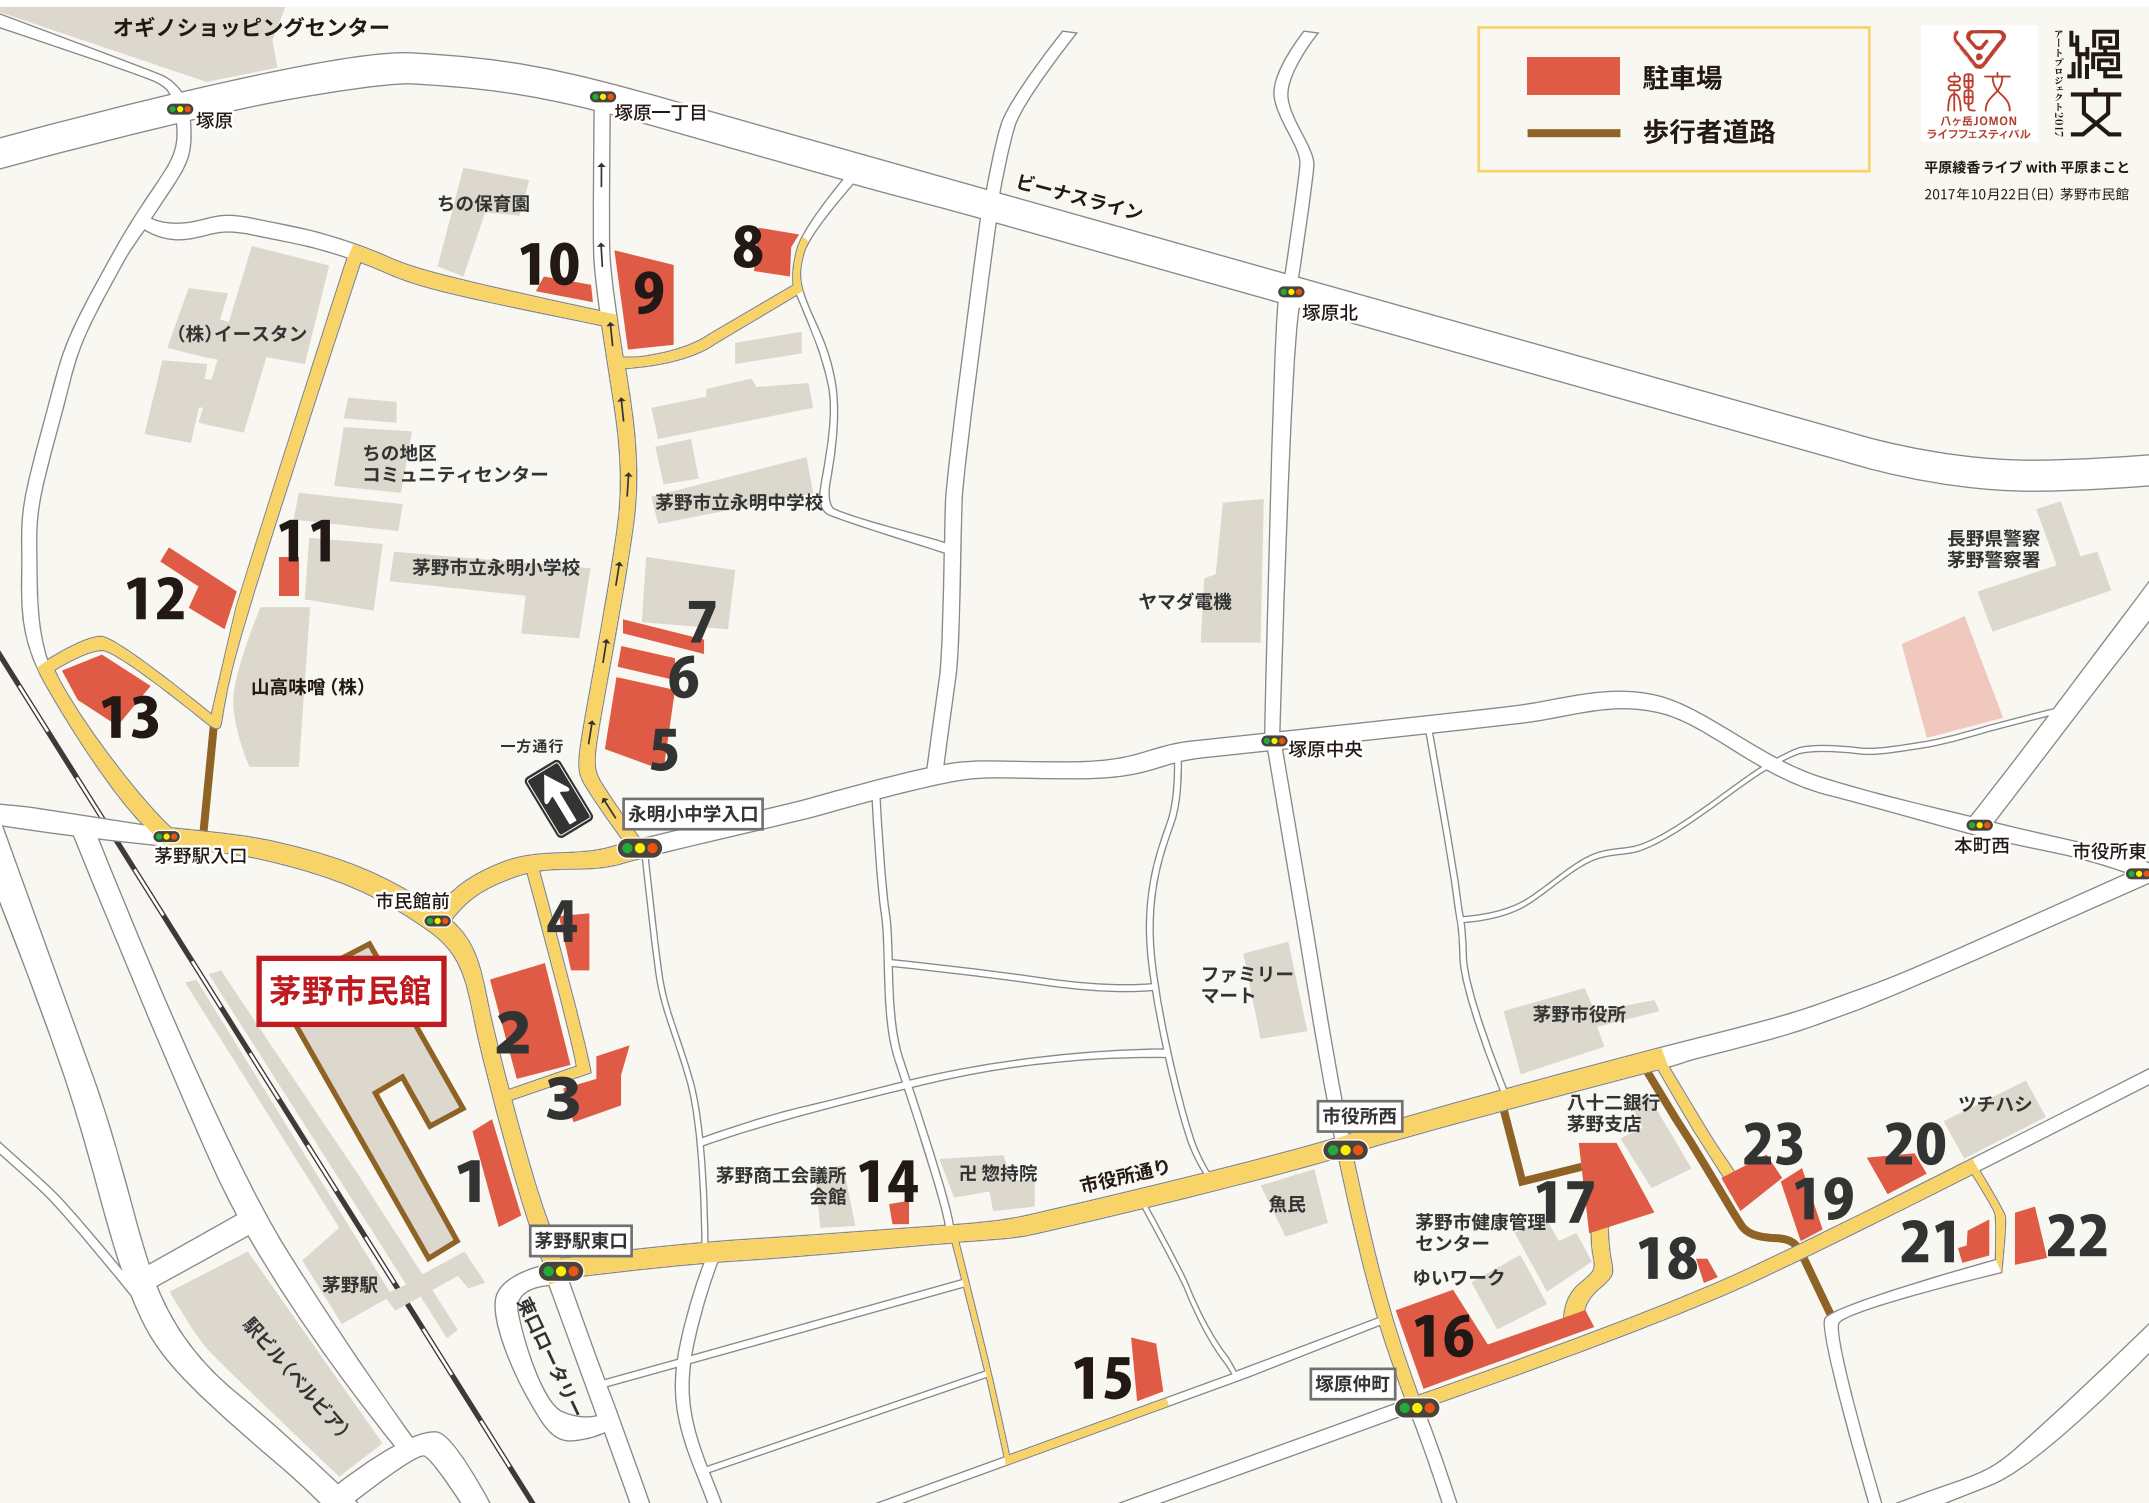 オギノショッピングセンター
塚原
塚原一丁目
駐車場
歩行者道路
縄文
八ヶ岳JOMON
ライフフェスティバル
縄文
アートプロジェクト2017
平原綾香ライブ with 平原まこと
2017年10月22日(日) 茅野市民館
ちの保育園
ビーナスライン
8
10
9
塚原北
(株)イースタン
ちの地区
コミュニティセンター
茅野市立永明中学校
11
茅野市立永明小学校
12
長野県警察
茅野警察署
ヤマダ電機
7
6
5
山高味噌(株)
13
一方通行
塚原中央
永明小中学入口
茅野駅入口
本町西
市役所東
市民館前
4
茅野市民館
2
3
1
ファミリー
マート
茅野市役所
市役所西
八十二銀行
茅野支店
ツチハシ
23
20
茅野商工会議所
会館
14
卍 惣持院
市役所通り
魚民
17
19
茅野市健康管理
センター
ゆいワーク
18
21
22
茅野駅東口
茅野駅
東口ロータリー
駅ビル(ベルビア)
16
15
塚原仲町